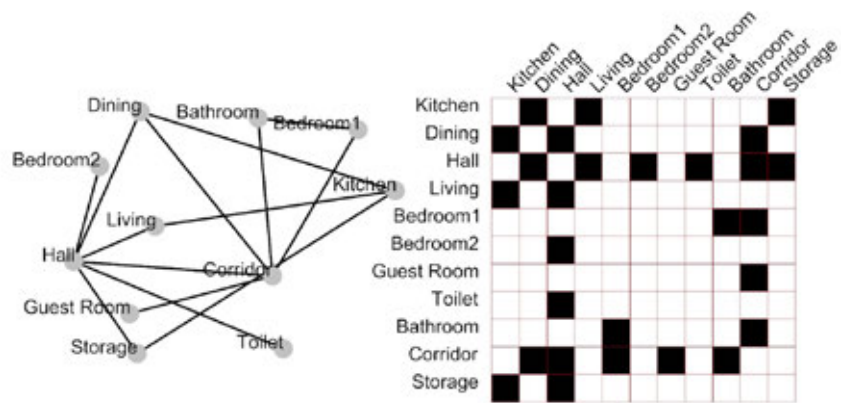 Dining
Bathroom
Bedroom1
Bedroom2
Kitchen
Living
Hall
Corridor
Guest Room
Storage
Toilet
Kitchen
Dining
Hall
Living
Bedroom1
Bedroom2
Guest Room
Toilet
Bathroom
Corridor
Storage
Kitchen
Dining
Hall
Living
Bedroom1
Bedroom2
Guest Room
Toilet
Bathroom
Corridor
Storage